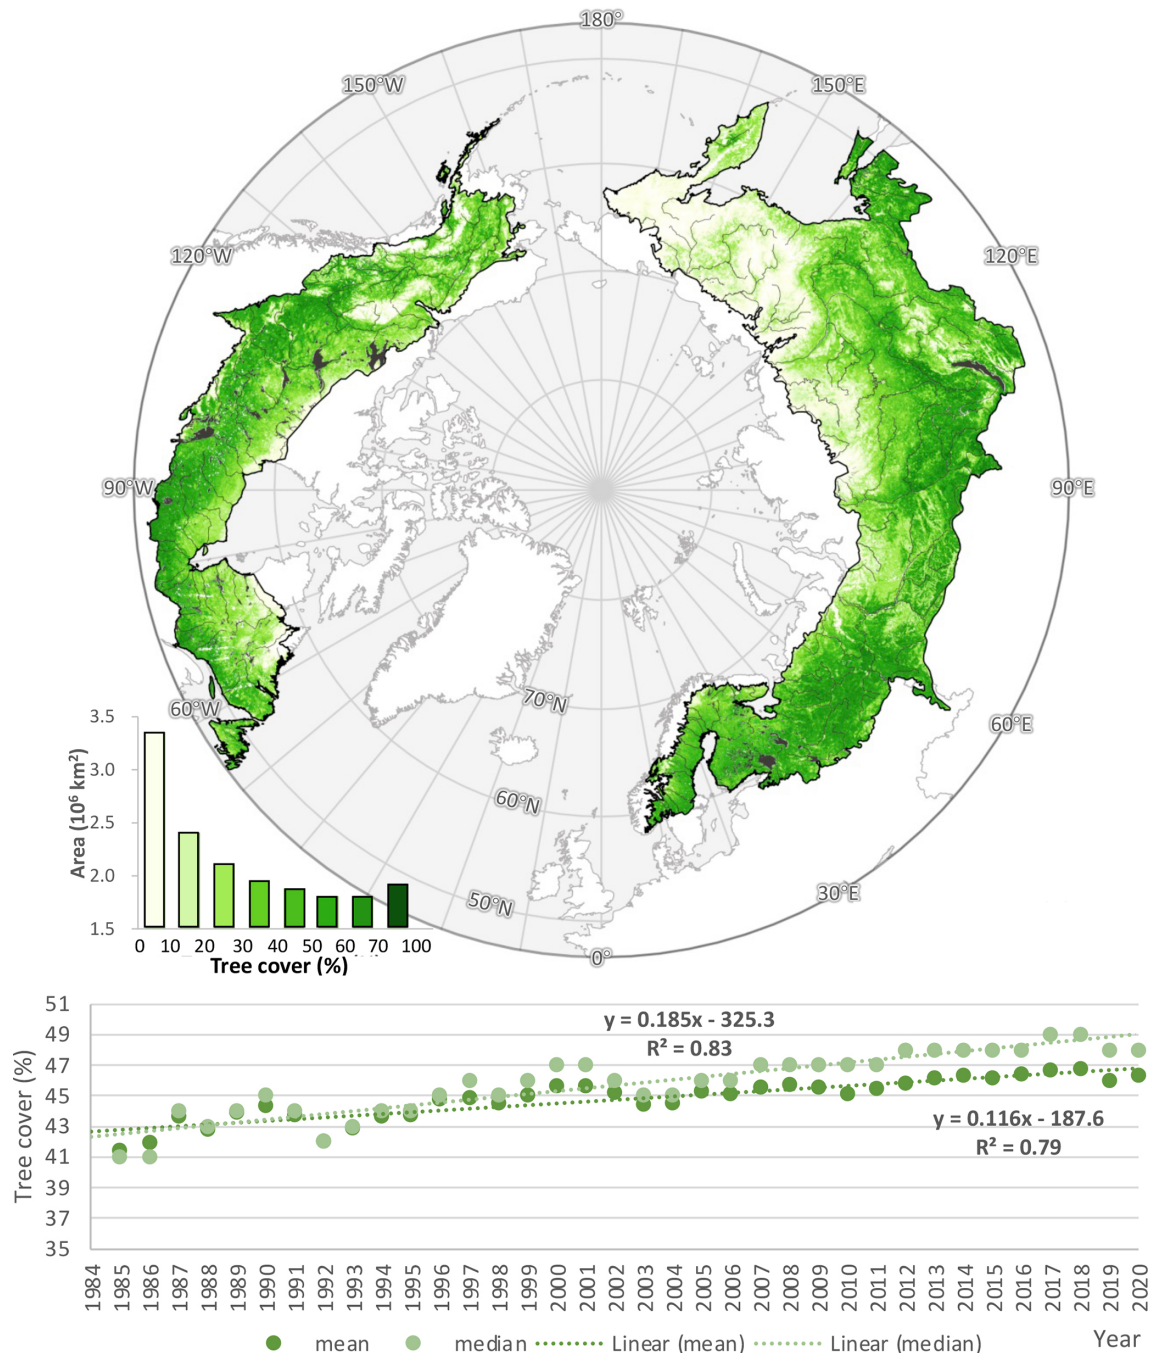 180°
150°W
150°E
120°W
120°E
90°W
90°E
70°N
60°W
60°E
60°N
50°N
30°E
0°
Area (10⁶ km²)
3.5
3.0
2.5
2.0
1.5
0 10 20 30 40 50 60 70 100
Tree cover (%)
Tree cover (%)
51
49
47
45
43
41
39
37
35
y = 0.185x - 325.3
R² = 0.83
y = 0.116x - 187.6
R² = 0.79
1984 1985 1986 1987 1988 1989 1990 1991 1992 1993 1994 1995 1996 1997 1998 1999 2000 2001 2002 2003 2004 2005 2006 2007 2008 2009 2010 2011 2012 2013 2014 2015 2016 2017 2018 2019 2020
Year
mean median Linear (mean) Linear (median)